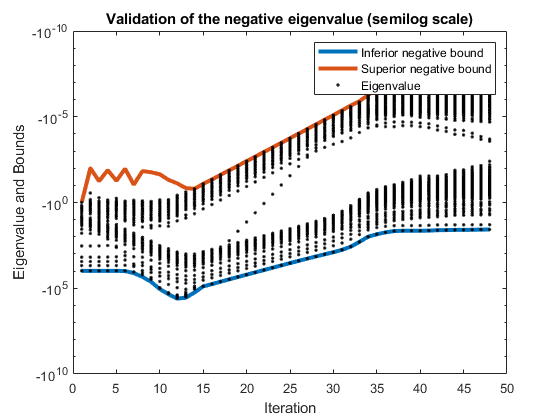 Validation of the negative eigenvalue (semilog scale)
-10^-10
Inferior negative bound
Superior negative bound
Eigenvalue
-10^-5
-10^0
-10^5
-10^10
Eigenvalue and Bounds
0 5 10 15 20 25 30 35 40 45 50
Iteration